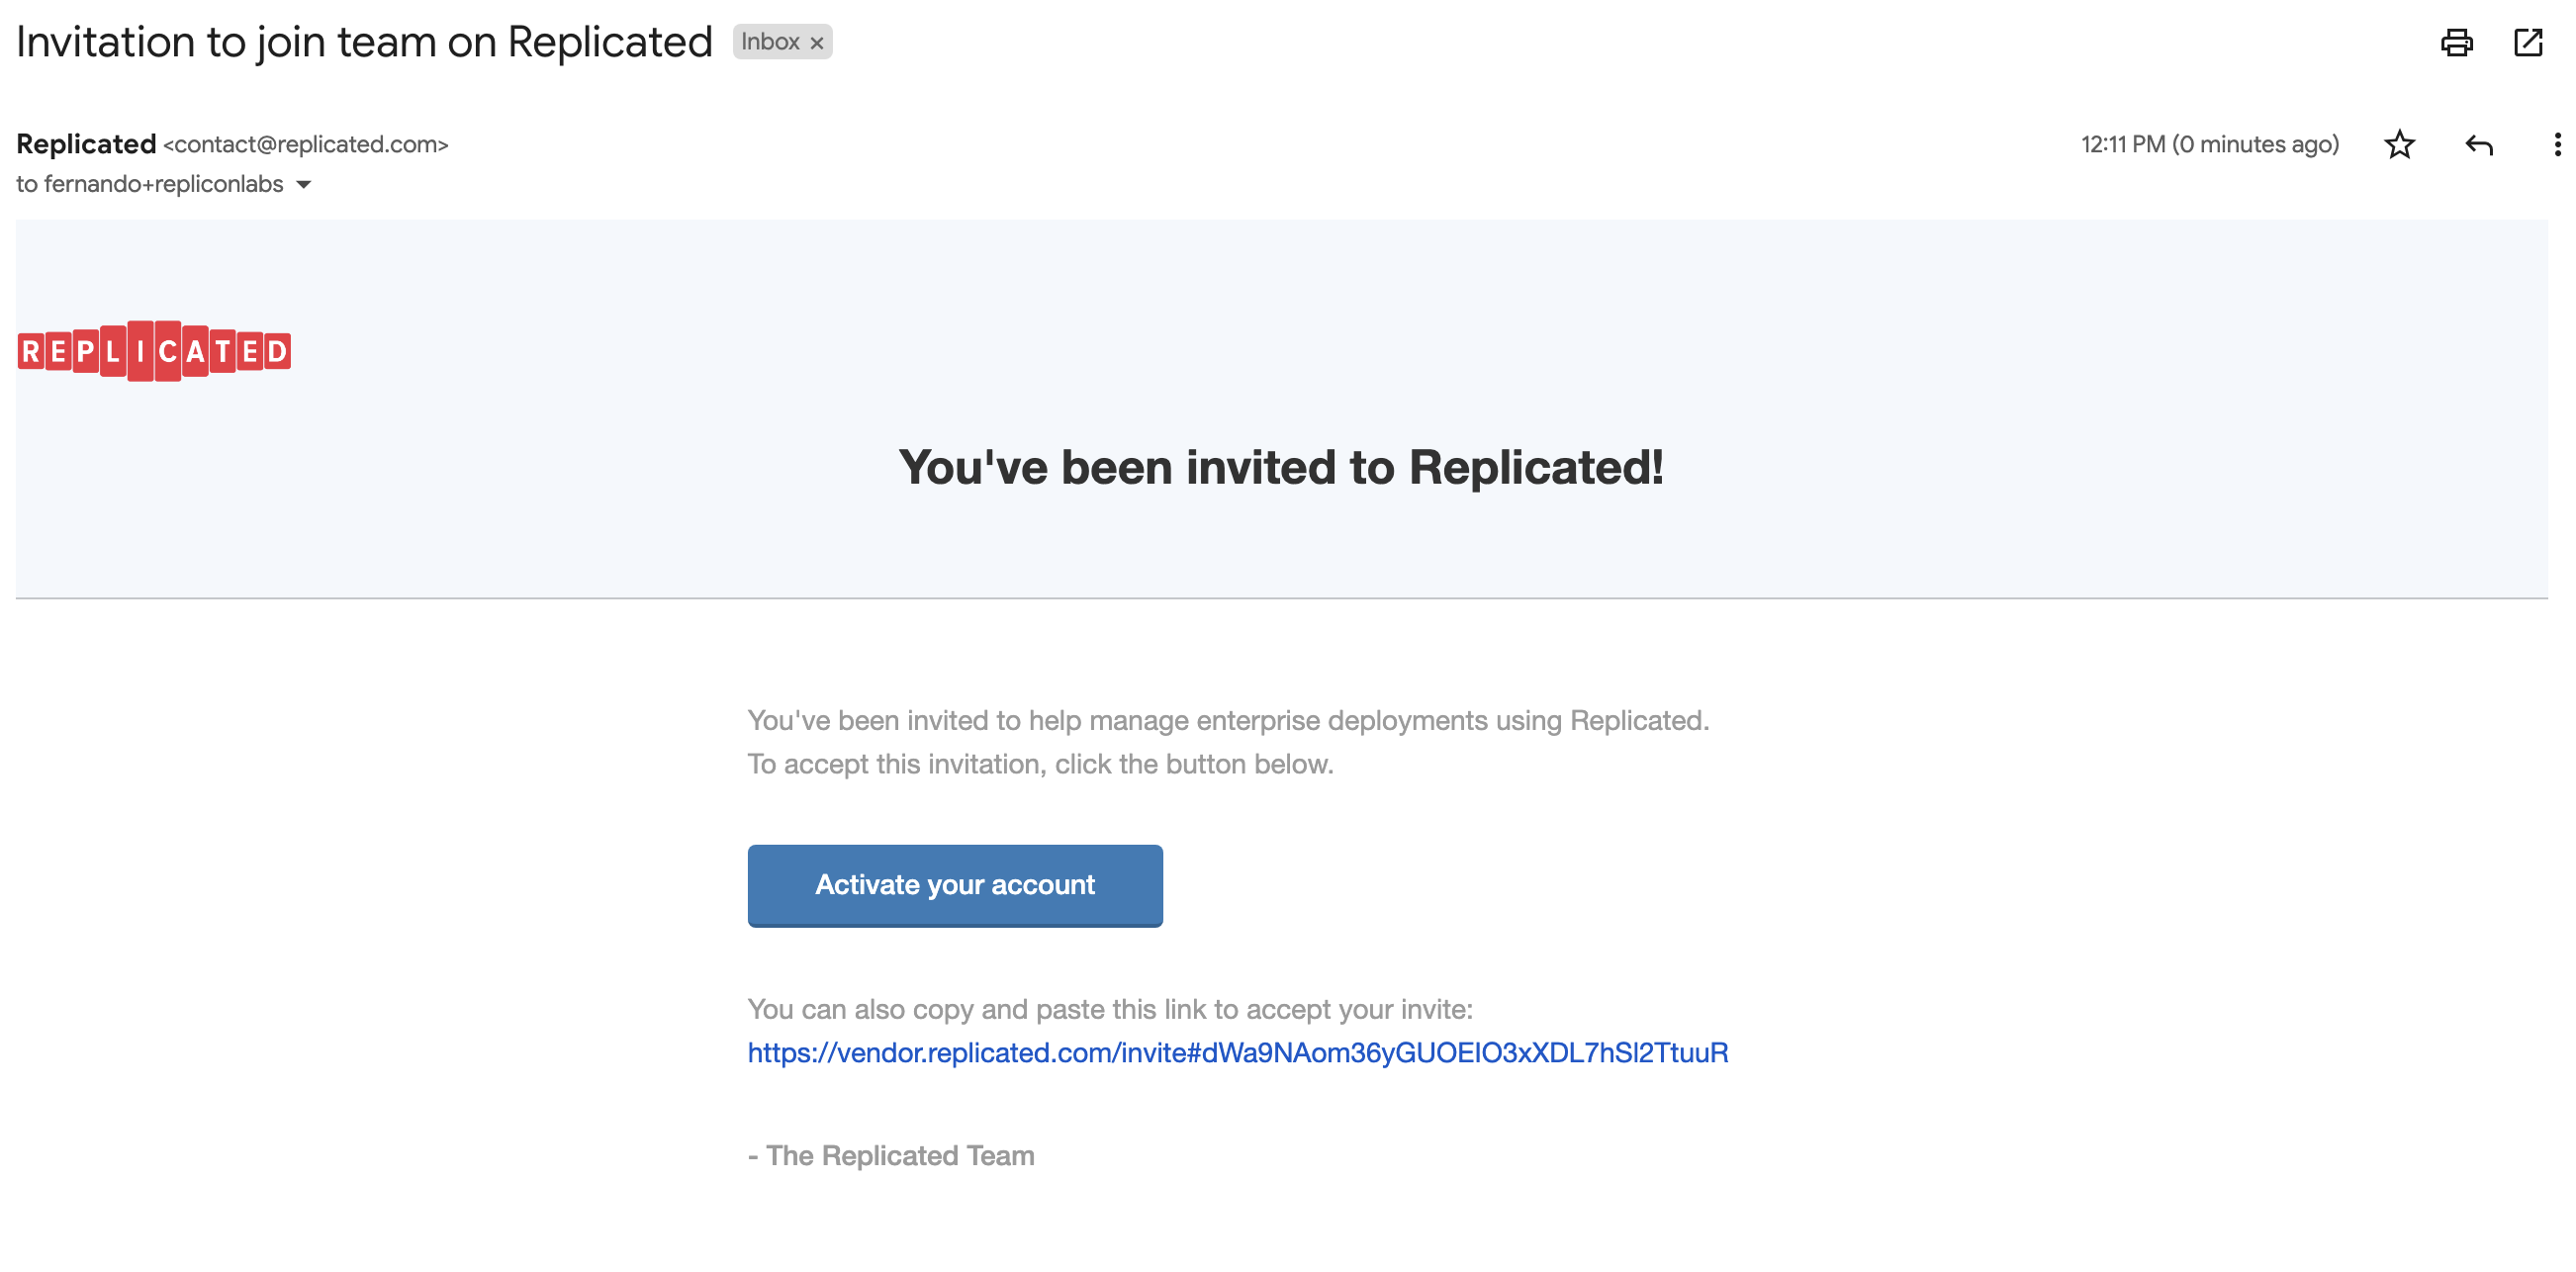 Invitation to join team on Replicated Inbox ×
Replicated <contact@replicated.com> 12:11 PM (0 minutes ago)
to fernando+repliconlabs
REPLICATED
You've been invited to Replicated!
You've been invited to help manage enterprise deployments using Replicated.
To accept this invitation, click the button below.
Activate your account
You can also copy and paste this link to accept your invite:
https://vendor.replicated.com/invite#dWa9NAom36yGUOEIO3xXDL7hSl2TtuuR
- The Replicated Team